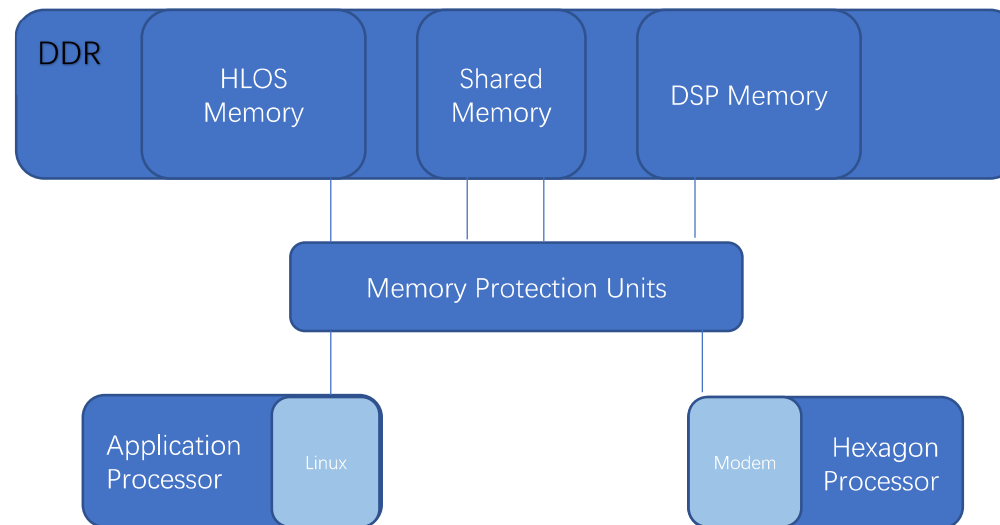 DDR
HLOS
Memory
Shared
Memory
DSP Memory
Memory Protection Units
Application
Processor
Linux
Modem
Hexagon
Processor